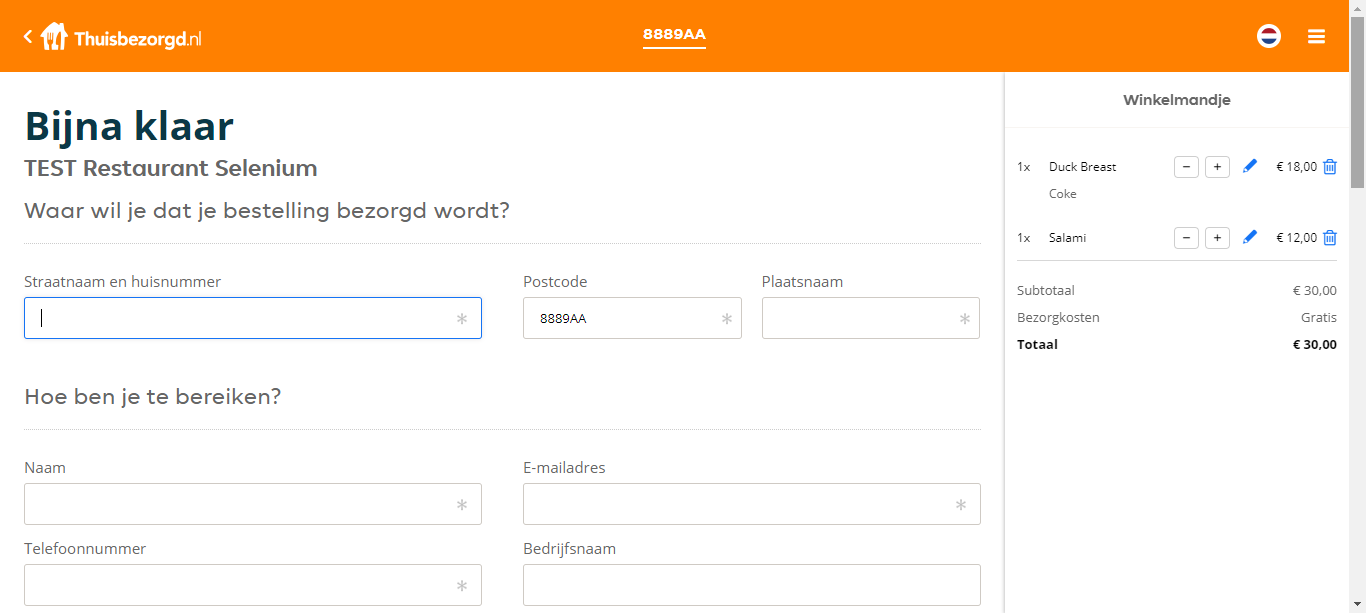 Thuisbezorgd.nl
8889AA
Bijna klaar
TEST Restaurant Selenium
Waar wil je dat je bestelling bezorgd wordt?
Straatnaam en huisnummer
*
Postcode
8889AA *
Plaatsnaam
*
Hoe ben je te bereiken?
Naam
*
E-mailadres
*
Telefoonnummer
*
Bedrijfsnaam
Winkelmandje
1x Duck Breast − + € 18,00
Coke
1x Salami − + € 12,00
Subtotaal € 30,00
Bezorgkosten Gratis
Totaal € 30,00